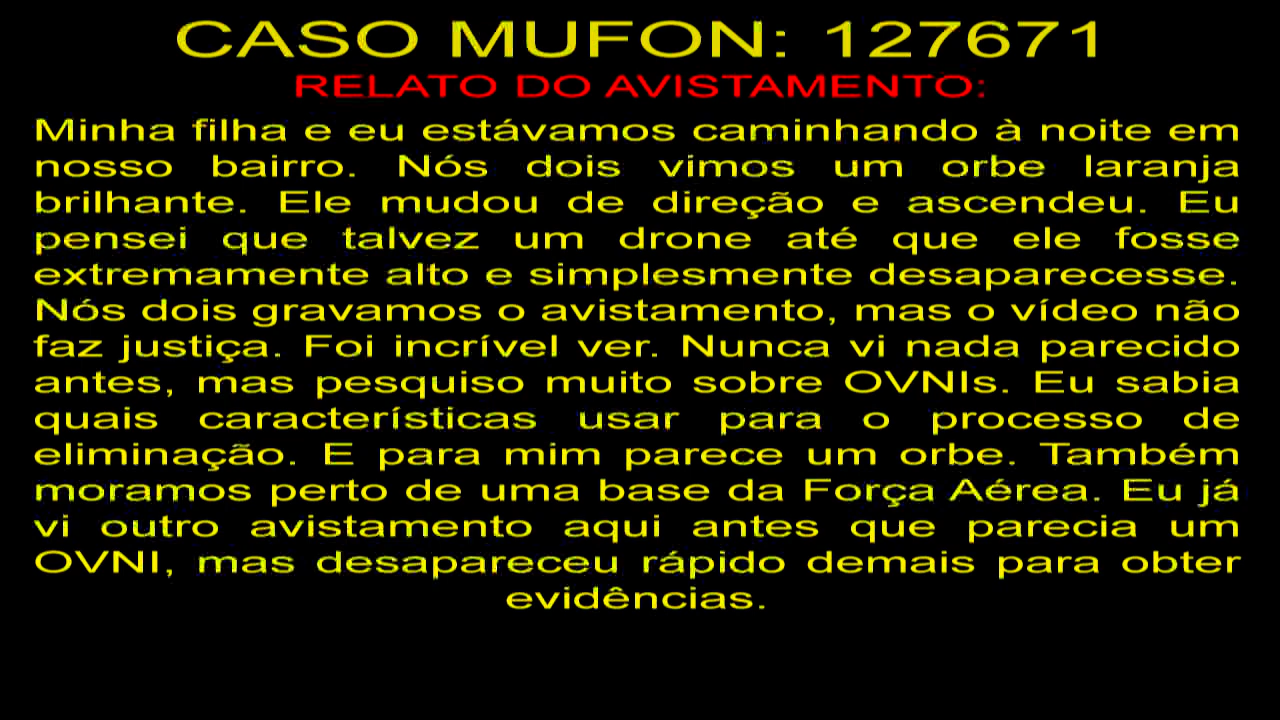 CASO MUFON: 127671
RELATO DO AVISTAMENTO:
Minha filha e eu estávamos caminhando à noite em
nosso bairro. Nós dois vimos um orbe laranja
brilhante. Ele mudou de direção e ascendeu. Eu
pensei que talvez um drone até que ele fosse
extremamente alto e simplesmente desaparecesse.
Nós dois gravamos o avistamento, mas o vídeo não
faz justiça. Foi incrível ver. Nunca vi nada parecido
antes, mas pesquiso muito sobre OVNIs. Eu sabia
quais características usar para o processo de
eliminação. E para mim parece um orbe. Também
moramos perto de uma base da Força Aérea. Eu já
vi outro avistamento aqui antes que parecia um
OVNI, mas desapareceu rápido demais para obter
evidências.